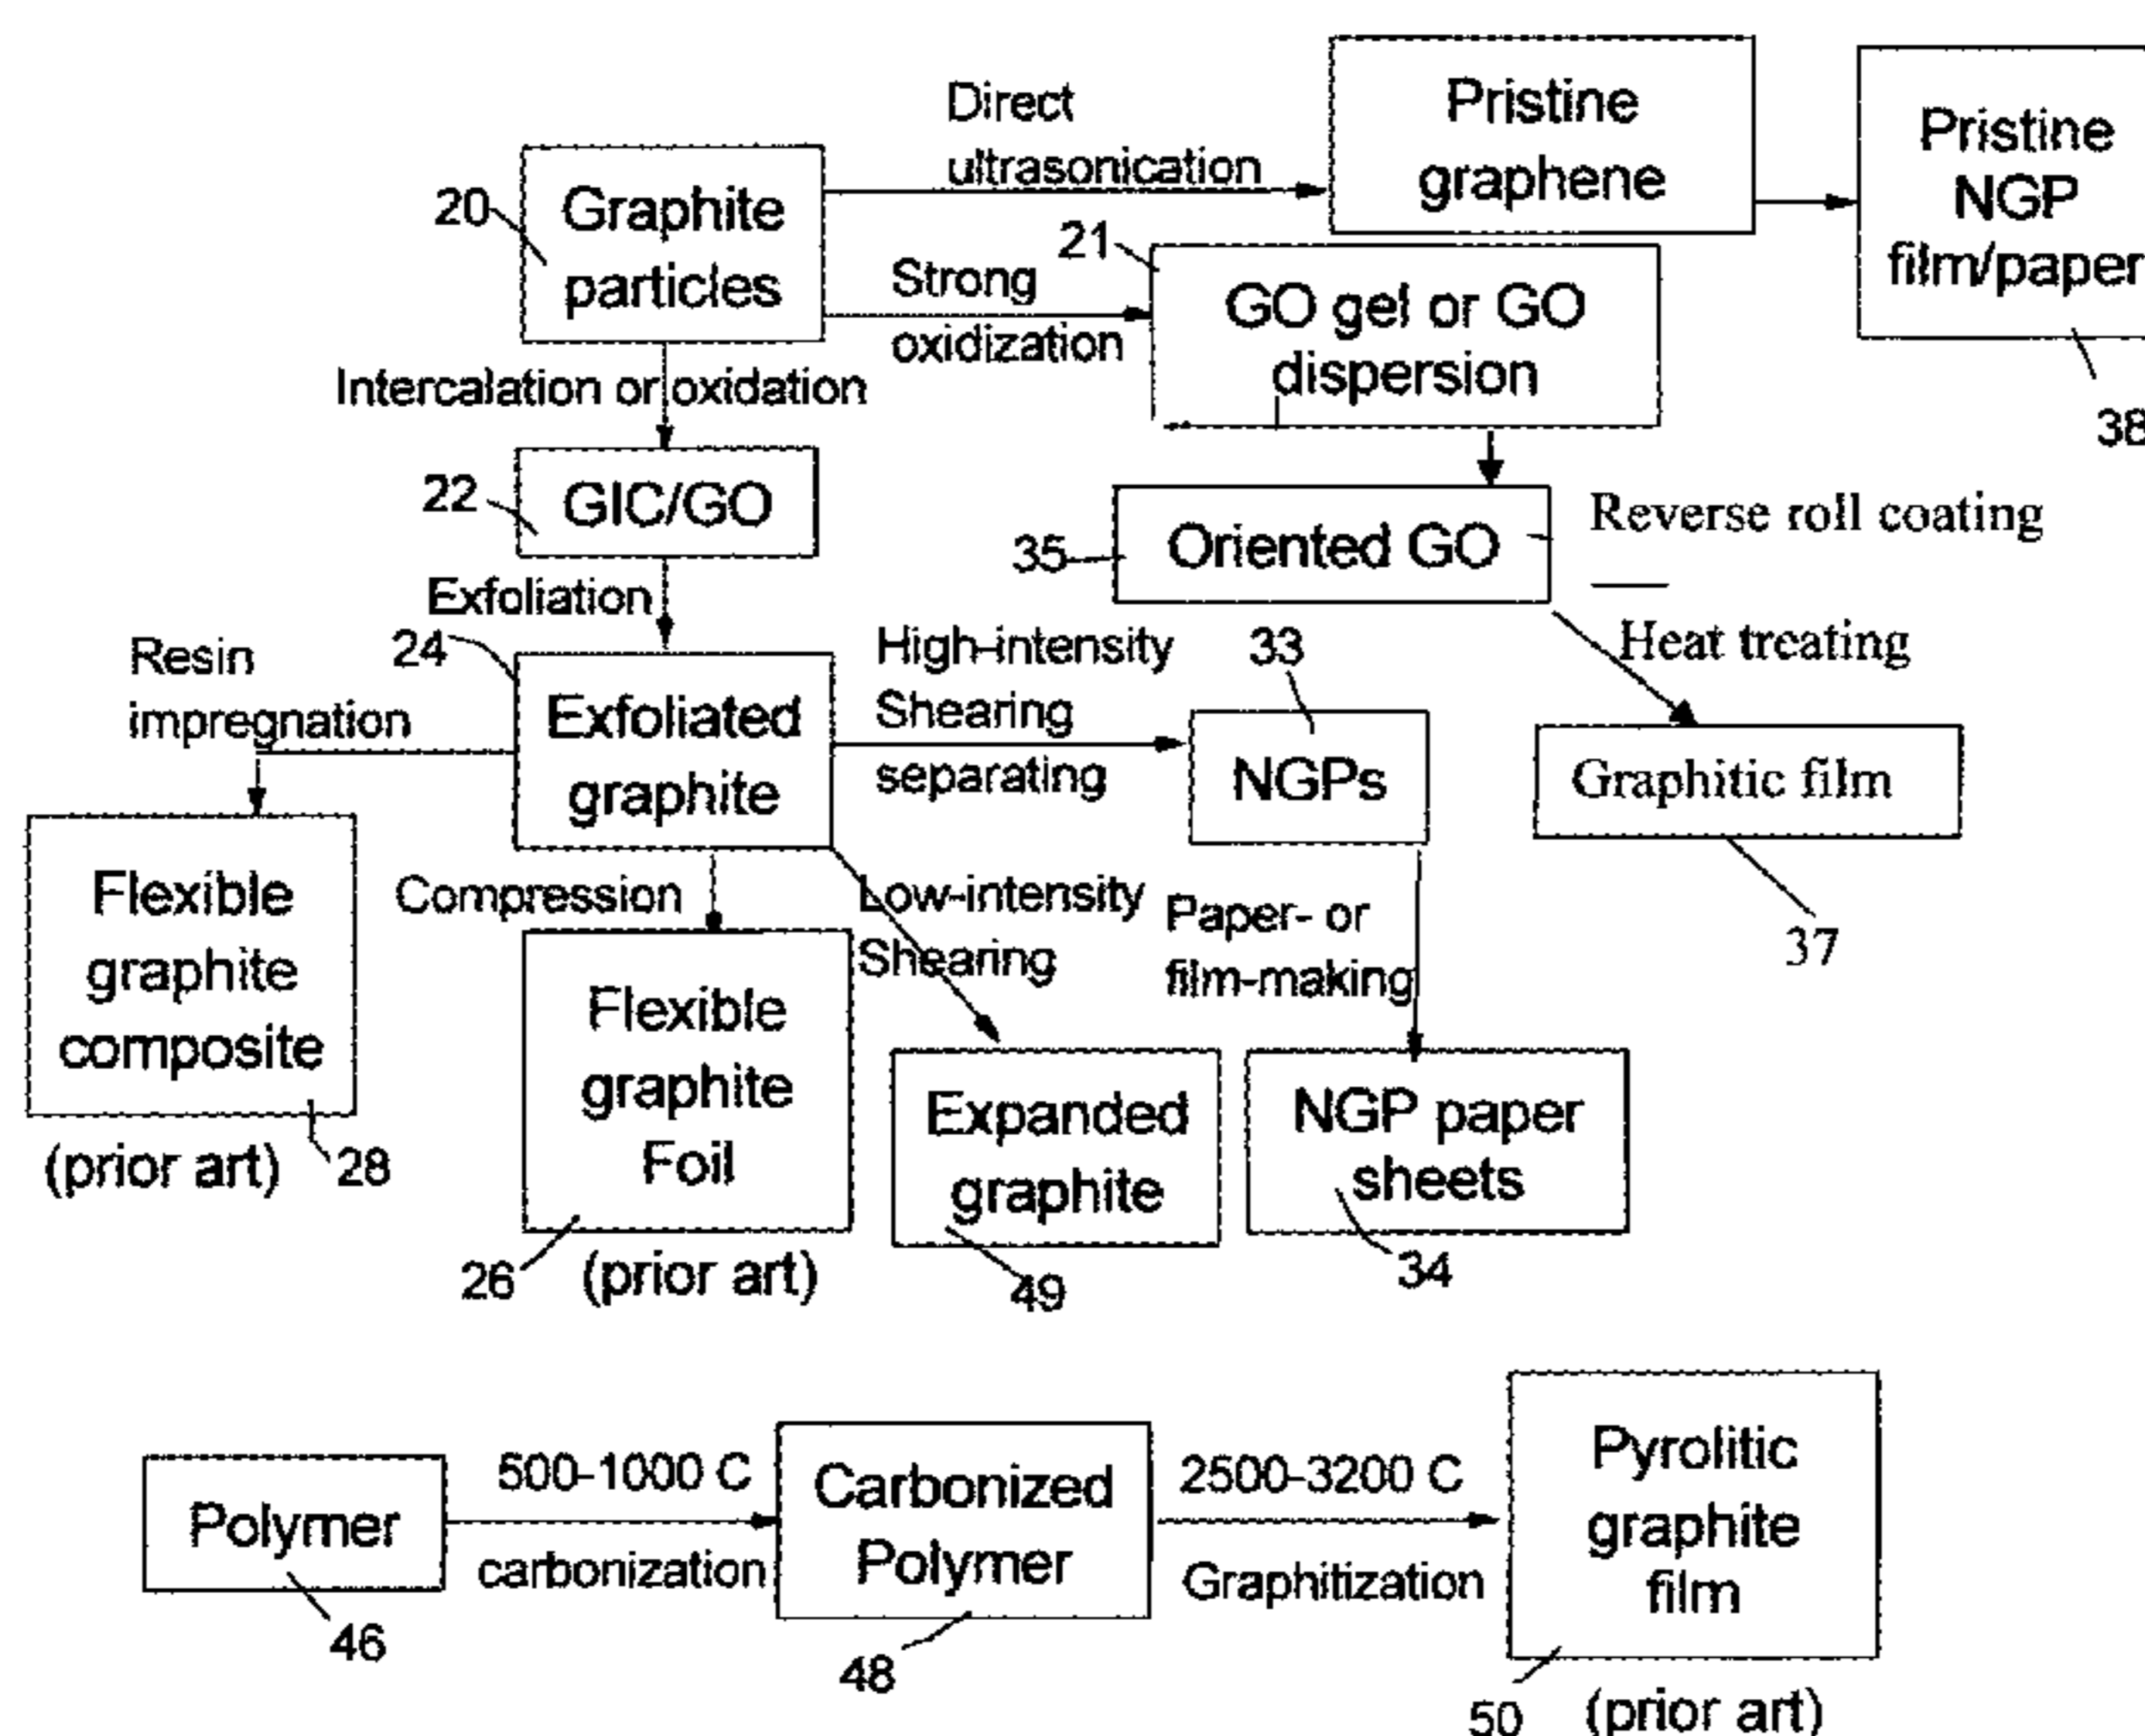 Direct
ultrasonication
Pristine
graphene
Pristine
NGP
film/paper
38
20
Graphite
particles
21
Strong
oxidization
GO gel or GO
dispersion
Intercalation or oxidation
22
GIC/GO
35
Oriented GO
Reverse roll coating
Exfoliation
Heat treating
Resin
impregnation
24
Exfoliated
graphite
High-intensity
Shearing
separating
33
NGPs
Graphitic film
37
Flexible
graphite
composite
(prior art)
28
Compression
Low-intensity
Shearing
Paper- or
film-making
Flexible
graphite
Foil
26
(prior art)
Expanded
graphite
49
NGP paper
sheets
34
Polymer
46
500-1000 C
carbonization
Carbonized
Polymer
48
2500-3200 C
Graphitization
Pyrolitic
graphite
film
50
(prior art)